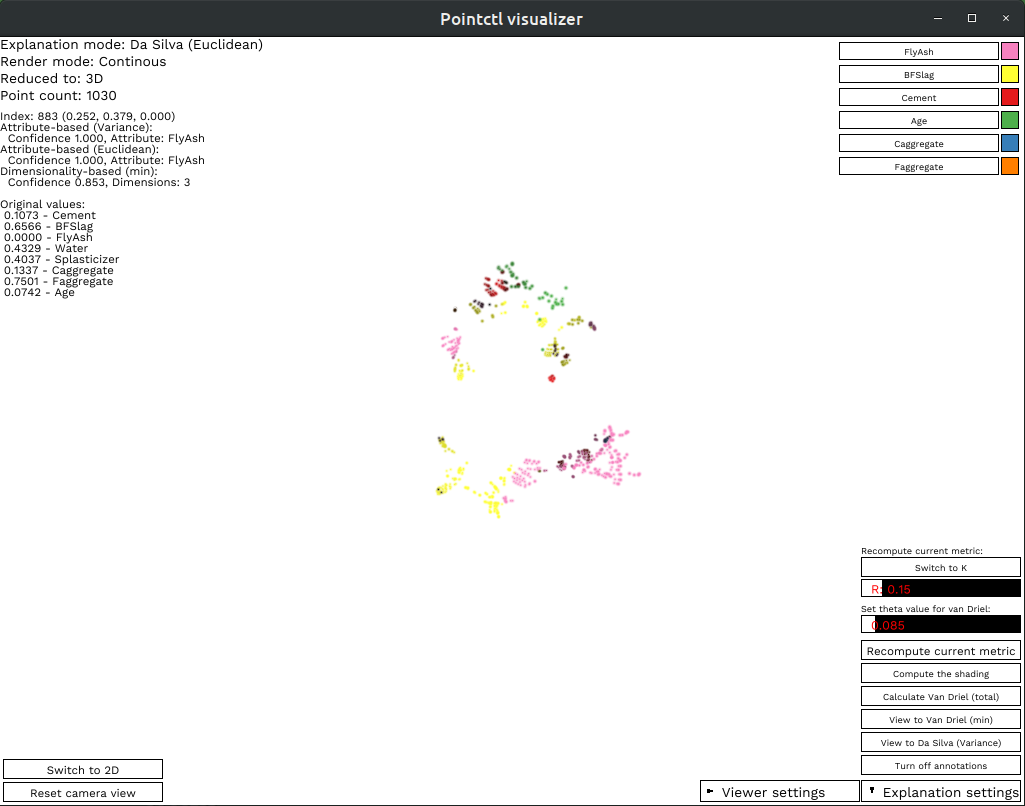 Pointctl visualizer
Explanation mode: Da Silva (Euclidean)
Render mode: Continous
Reduced to: 3D
Point count: 1030
Index: 883 (0.252, 0.379, 0.000)
Attribute-based (Variance):
Confidence 1.000, Attribute: FlyAsh
Attribute-based (Euclidean):
Confidence 1.000, Attribute: FlyAsh
Dimensionality-based (min):
Confidence 0.853, Dimensions: 3
Original values:
0.1073 - Cement
0.6566 - BFSlag
0.0000 - FlyAsh
0.4329 - Water
0.4037 - Splasticizer
0.1337 - Caggregate
0.7501 - Faggregate
0.0742 - Age
FlyAsh
BFSlag
Cement
Age
Caggregate
Faggregate
Recompute current metric:
Switch to K
R: 0.15
Set theta value for van Driel:
0.085
Recompute current metric
Compute the shading
Calculate Van Driel (total)
View to Van Driel (min)
View to Da Silva (Variance)
Turn off annotations
Switch to 2D
Reset camera view
Viewer settings
Explanation settings